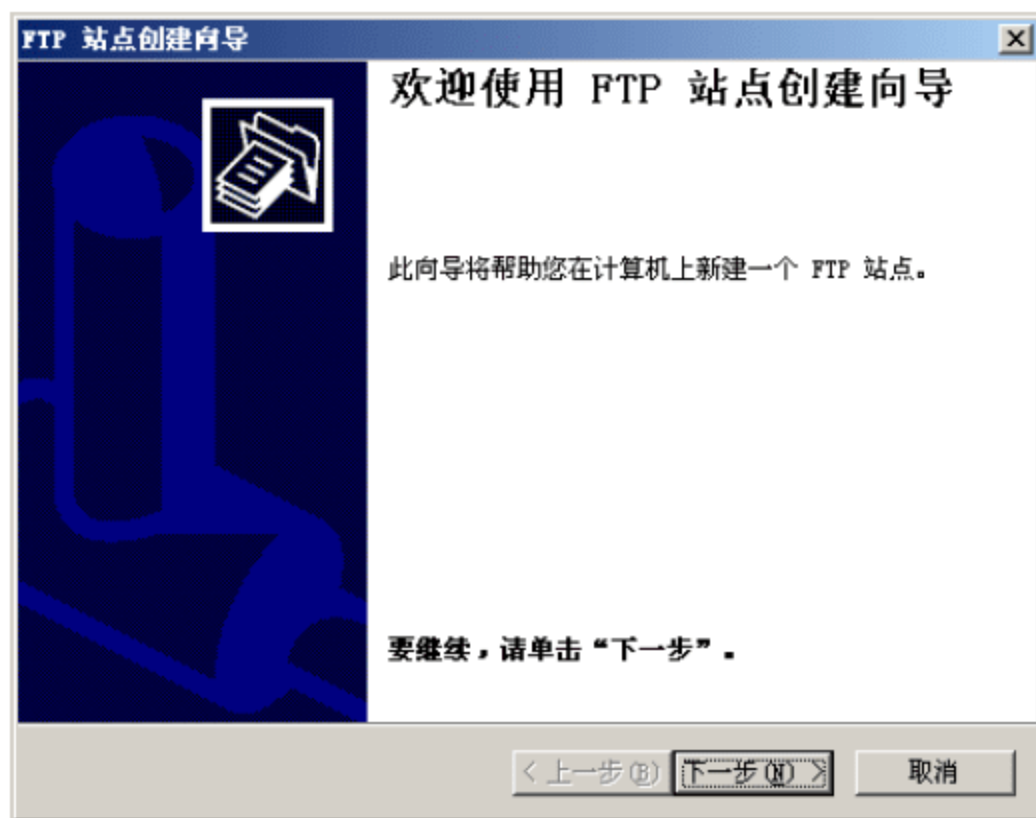 FTP 站点创建向导
欢迎使用 FTP 站点创建向导
此向导将帮助您在计算机上新建一个 FTP 站点。
要继续，请单击“下一步”。
< 上一步(B) 下一步(N) > 取消